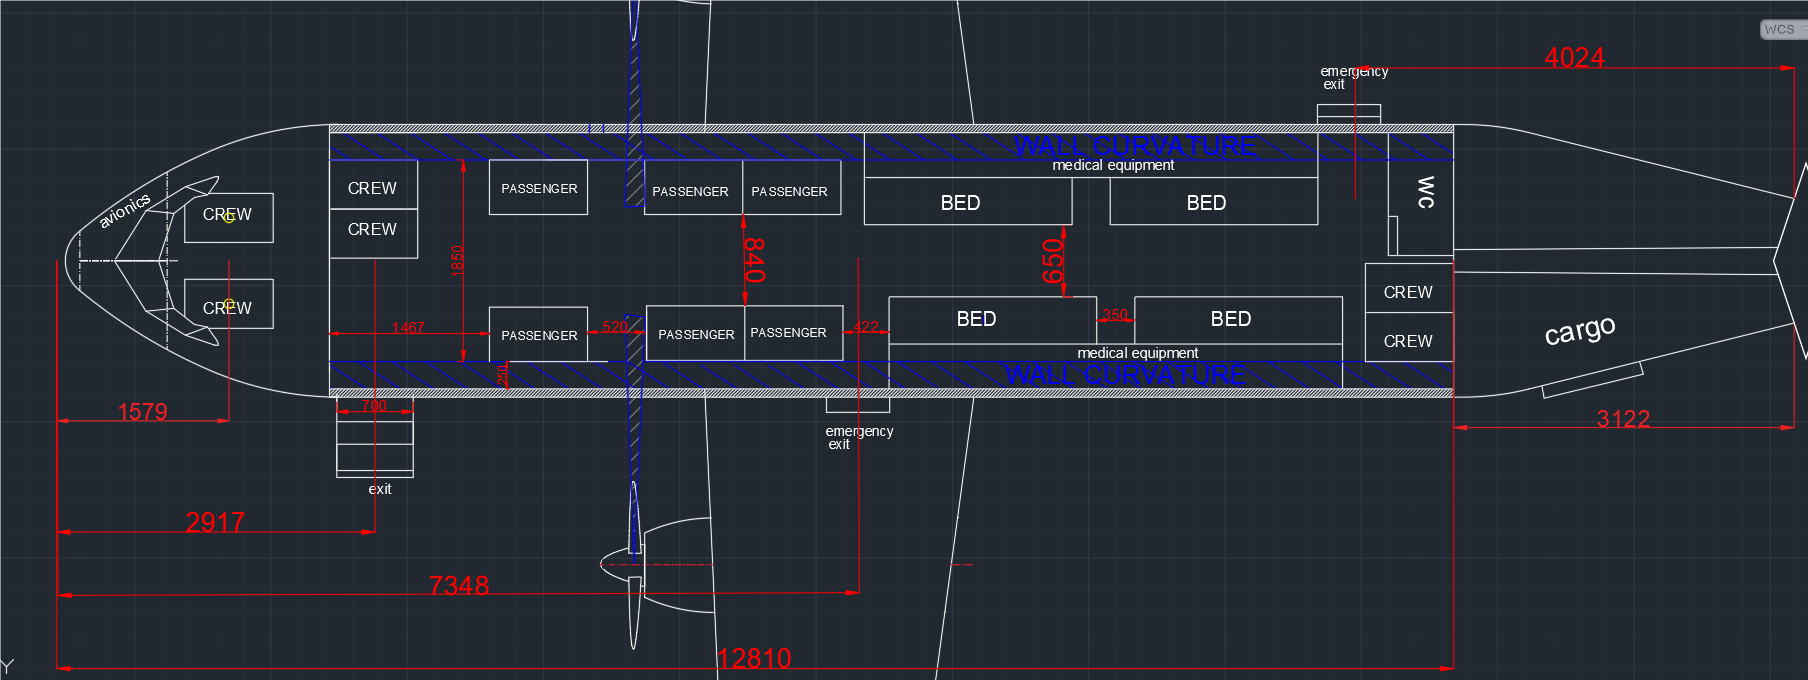 WCS
4024
emergency
exit
WALL CURVATURE
medical equipment
CREW
PASSENGER
PASSENGER
PASSENGER
BED
BED
WC
avionics
CREW
CREW
1850
840
650
CREW
CREW
CREW
PASSENGER
PASSENGER
PASSENGER
BED
BED
1467
520
422
350
cargo
CREW
medical equipment
WALL CURVATURE
250
1579
700
3122
emergency
exit
exit
2917
7348
12810
Y